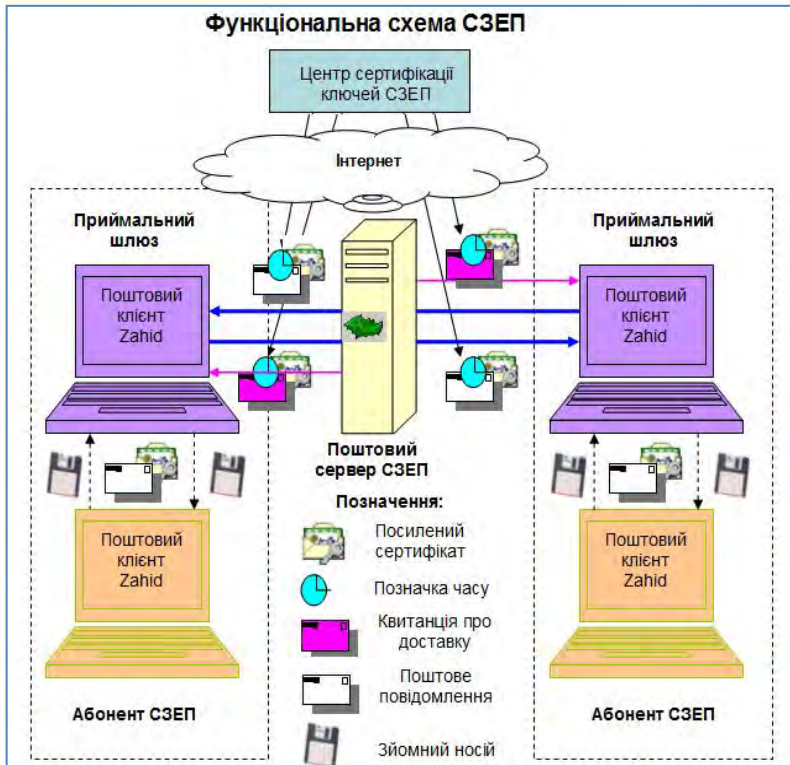 Функціональна схема СЗЕП
Центр сертифікації
ключей СЗЕП
Інтернет
Приймальний
шлюз
Приймальний
шлюз
Поштовий
клієнт
Zahid
Поштовий
клієнт
Zahid
Поштовий
сервер СЗЕП
Позначення:
Посилений
сертифікат
Позначка часу
Квитанція про
доставку
Поштове
повідомлення
Зйомний носій
Поштовий
клієнт
Zahid
Абонент СЗЕП
Поштовий
клієнт
Zahid
Абонент СЗЕП